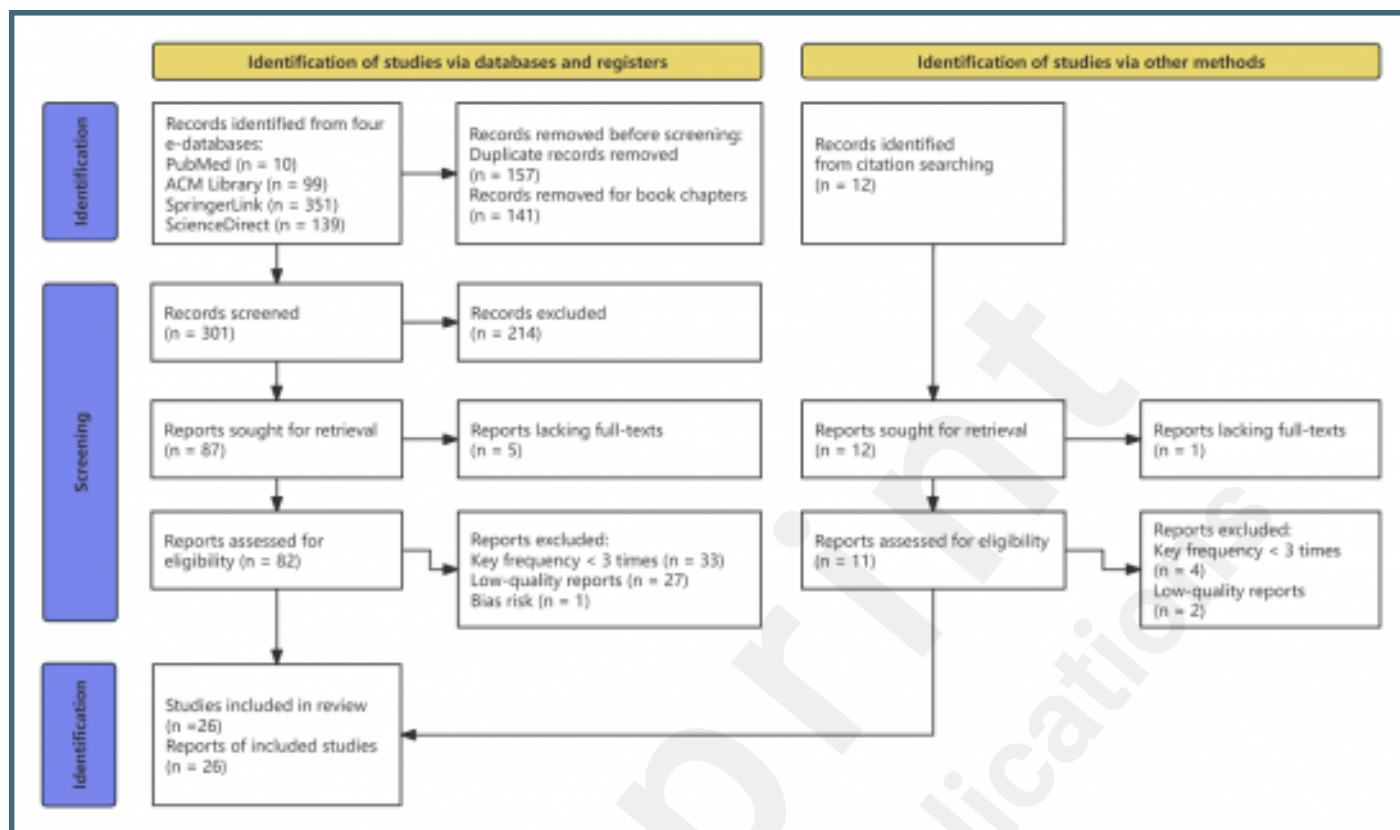 Identification of studies via databases and registers
Identification of studies via other methods
Identification
Records identified from four
e-databases:
PubMed (n = 10)
ACM Library (n = 99)
SpringerLink (n = 351)
ScienceDirect (n = 139)
Records removed before screening:
Duplicate records removed
(n = 157)
Records removed for book chapters
(n = 141)
Records identified
from citation searching
(n = 12)
Screening
Records screened
(n = 301)
Records excluded
(n = 214)
Reports sought for retrieval
(n = 87)
Reports lacking full-texts
(n = 5)
Reports sought for retrieval
(n = 12)
Reports lacking full-texts
(n = 1)
Reports assessed for
eligibility (n = 82)
Reports excluded:
Key frequency < 3 times (n = 33)
Low-quality reports (n = 27)
Bias risk (n = 1)
Reports assessed for eligibility
(n = 11)
Reports excluded:
Key frequency < 3 times
(n = 4)
Low-quality reports
(n = 2)
Identification
Studies included in review
(n =26)
Reports of included studies
(n = 26)
print
lications